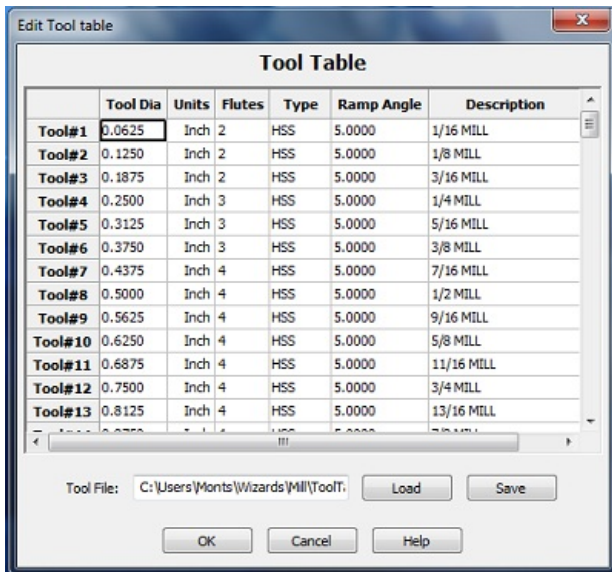 Edit Tool table
Tool Table
Tool Dia Units Flutes Type Ramp Angle Description
Tool#1 0.0625 Inch 2 HSS 5.0000 1/16 MILL
Tool#2 0.1250 Inch 2 HSS 5.0000 1/8 MILL
Tool#3 0.1875 Inch 2 HSS 5.0000 3/16 MILL
Tool#4 0.2500 Inch 3 HSS 5.0000 1/4 MILL
Tool#5 0.3125 Inch 3 HSS 5.0000 5/16 MILL
Tool#6 0.3750 Inch 3 HSS 5.0000 3/8 MILL
Tool#7 0.4375 Inch 4 HSS 5.0000 7/16 MILL
Tool#8 0.5000 Inch 4 HSS 5.0000 1/2 MILL
Tool#9 0.5625 Inch 4 HSS 5.0000 9/16 MILL
Tool#10 0.6250 Inch 4 HSS 5.0000 5/8 MILL
Tool#11 0.6875 Inch 4 HSS 5.0000 11/16 MILL
Tool#12 0.7500 Inch 4 HSS 5.0000 3/4 MILL
Tool#13 0.8125 Inch 4 HSS 5.0000 13/16 MILL
Tool File: C:\Users\Monts\Wizards\Mill\ToolT Load Save
OK Cancel Help